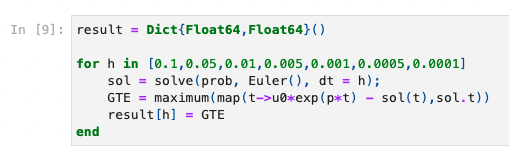 In [9]: result = Dict{Float64,Float64}()
for h in [0.1,0.05,0.01,0.005,0.001,0.0005,0.0001]
    sol = solve(prob, Euler(), dt = h);
    GTE = maximum(map(t->u0*exp(p*t) - sol(t),sol.t))
    result[h] = GTE
end